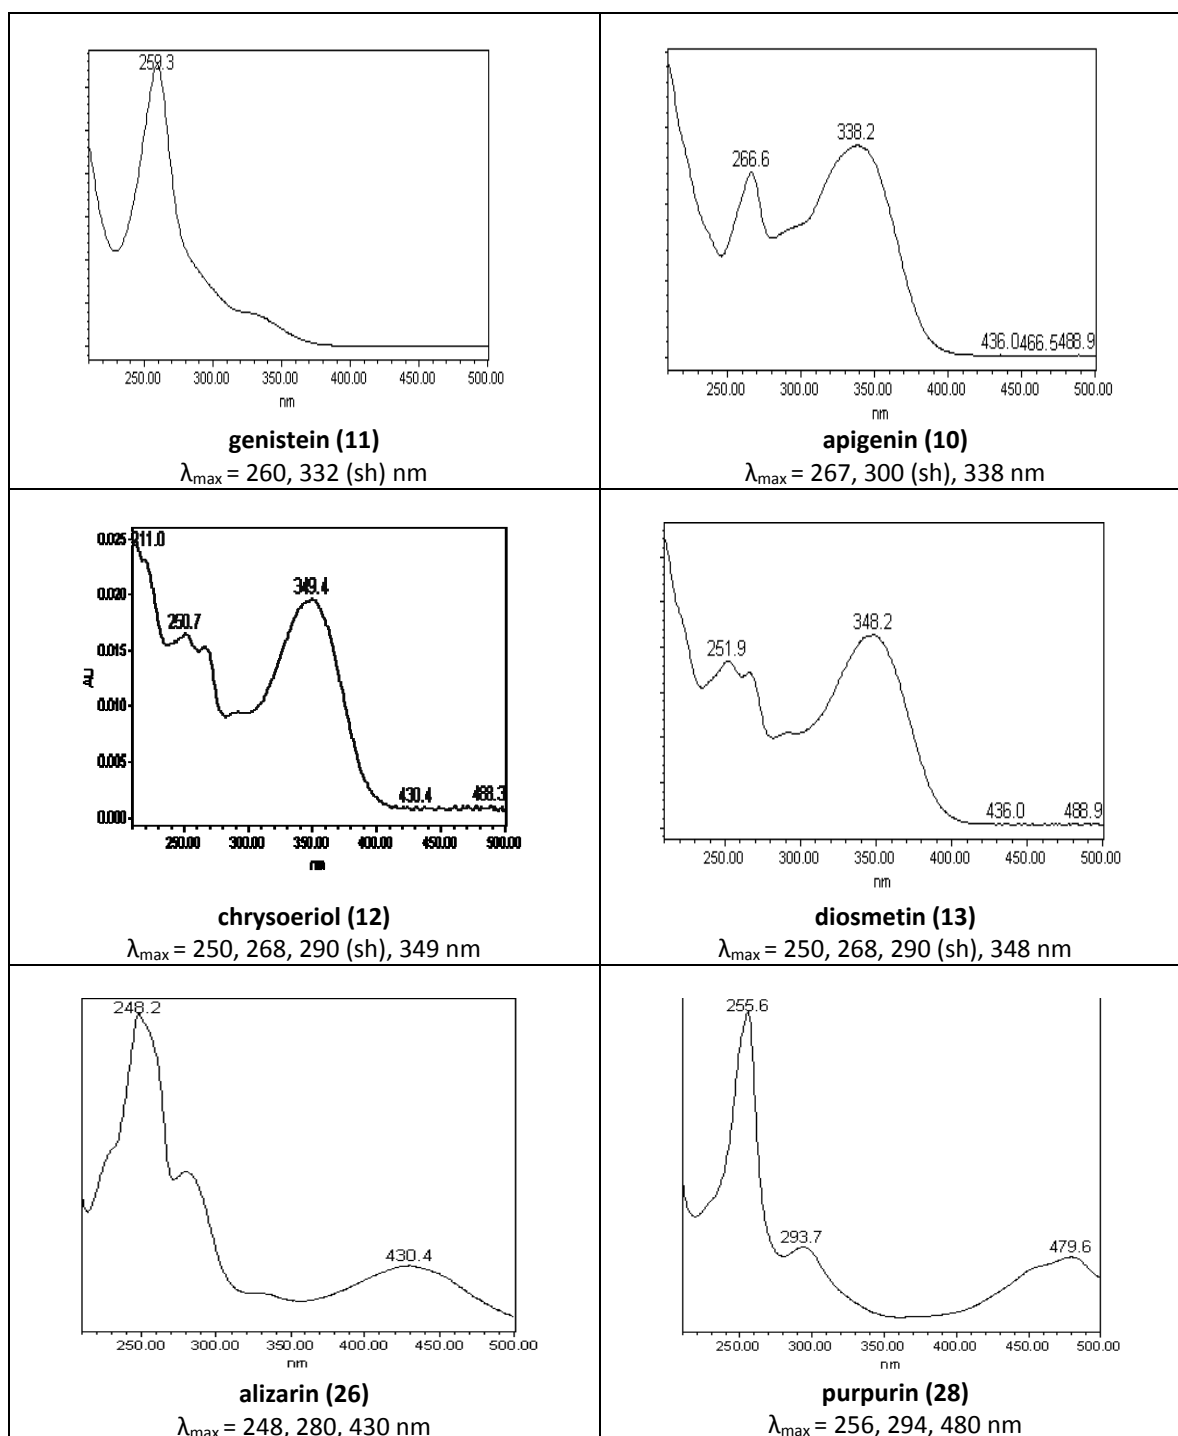 259.3
250.00 300.00 350.00 400.00 450.00 500.00
nm
genistein (11)
λmax = 260, 332 (sh) nm
338.2
266.6
436.0 466.5 488.9
250.00 300.00 350.00 400.00 450.00 500.00
nm
apigenin (10)
λmax = 267, 300 (sh), 338 nm
0.025
211.0
349.4
0.020
250.7
0.015
AU
0.010
0.005
430.4 488.3
0.000
250.00 300.00 350.00 400.00 450.00 500.00
nm
chrysoeriol (12)
λmax = 250, 268, 290 (sh), 349 nm
348.2
251.9
436.0 488.9
250.00 300.00 350.00 400.00 450.00 500.00
nm
diosmetin (13)
λmax = 250, 268, 290 (sh), 348 nm
248.2
430.4
250.00 300.00 350.00 400.00 450.00 500.00
nm
alizarin (26)
λmax = 248, 280, 430 nm
255.6
293.7
479.6
250.00 300.00 350.00 400.00 450.00 500.00
nm
purpurin (28)
λmax = 256, 294, 480 nm